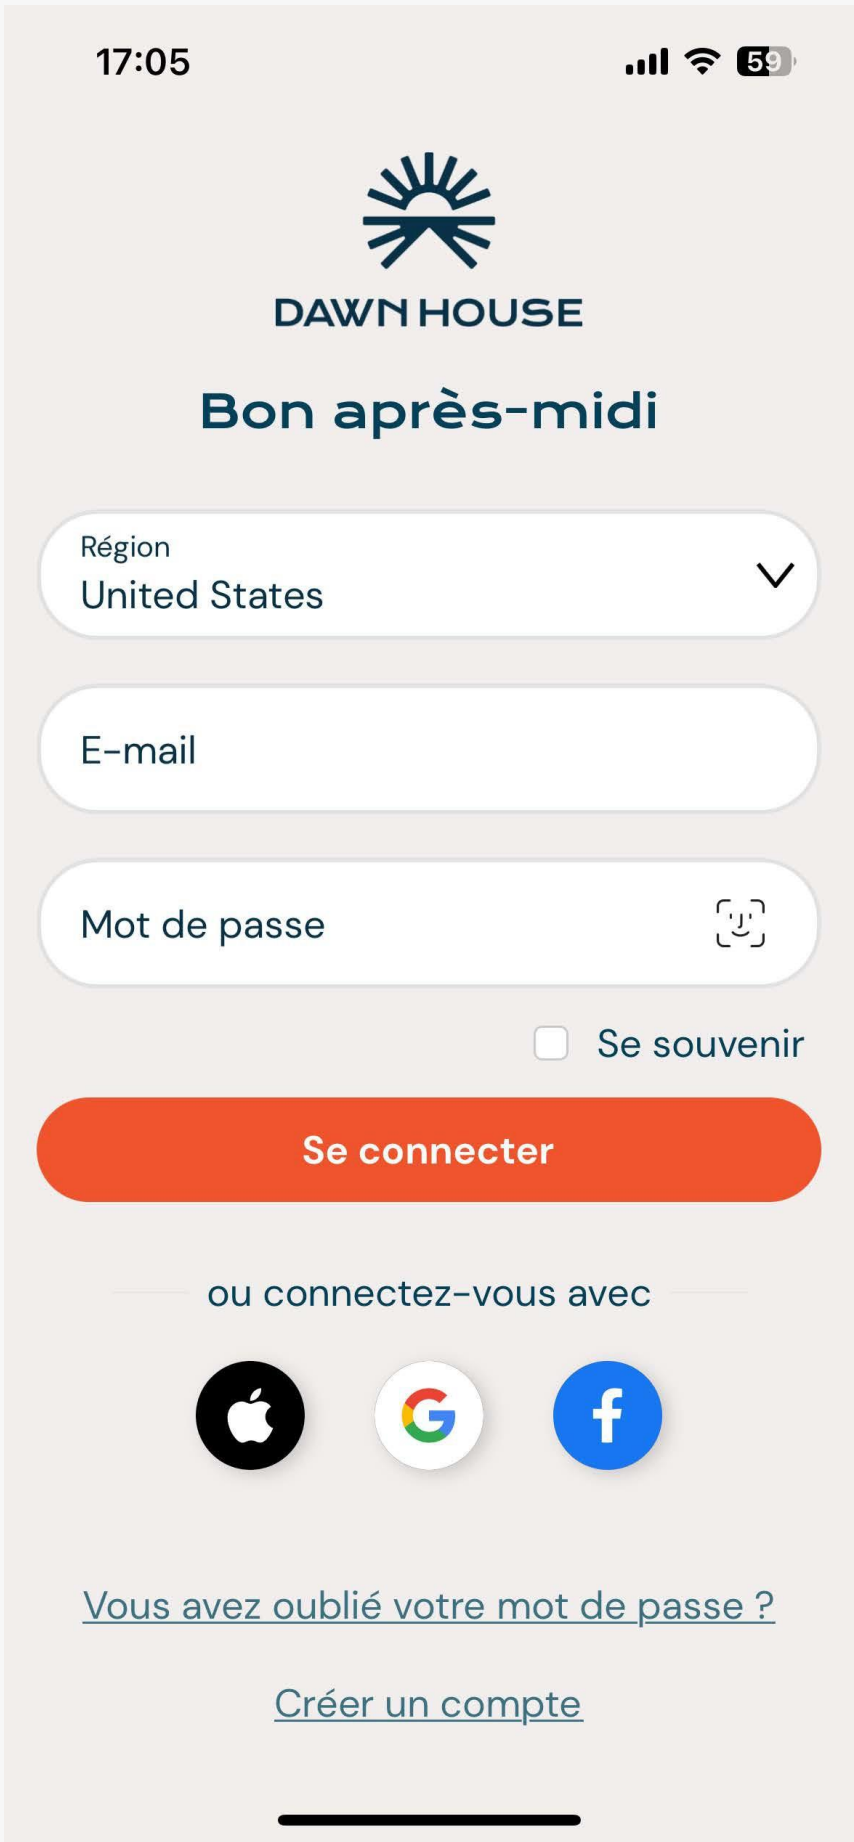 17:05
59
DAWN HOUSE
Bon après-midi
Région
United States
E-mail
Mot de passe
Se souvenir
Se connecter
ou connectez-vous avec
Vous avez oublié votre mot de passe ?
Créer un compte